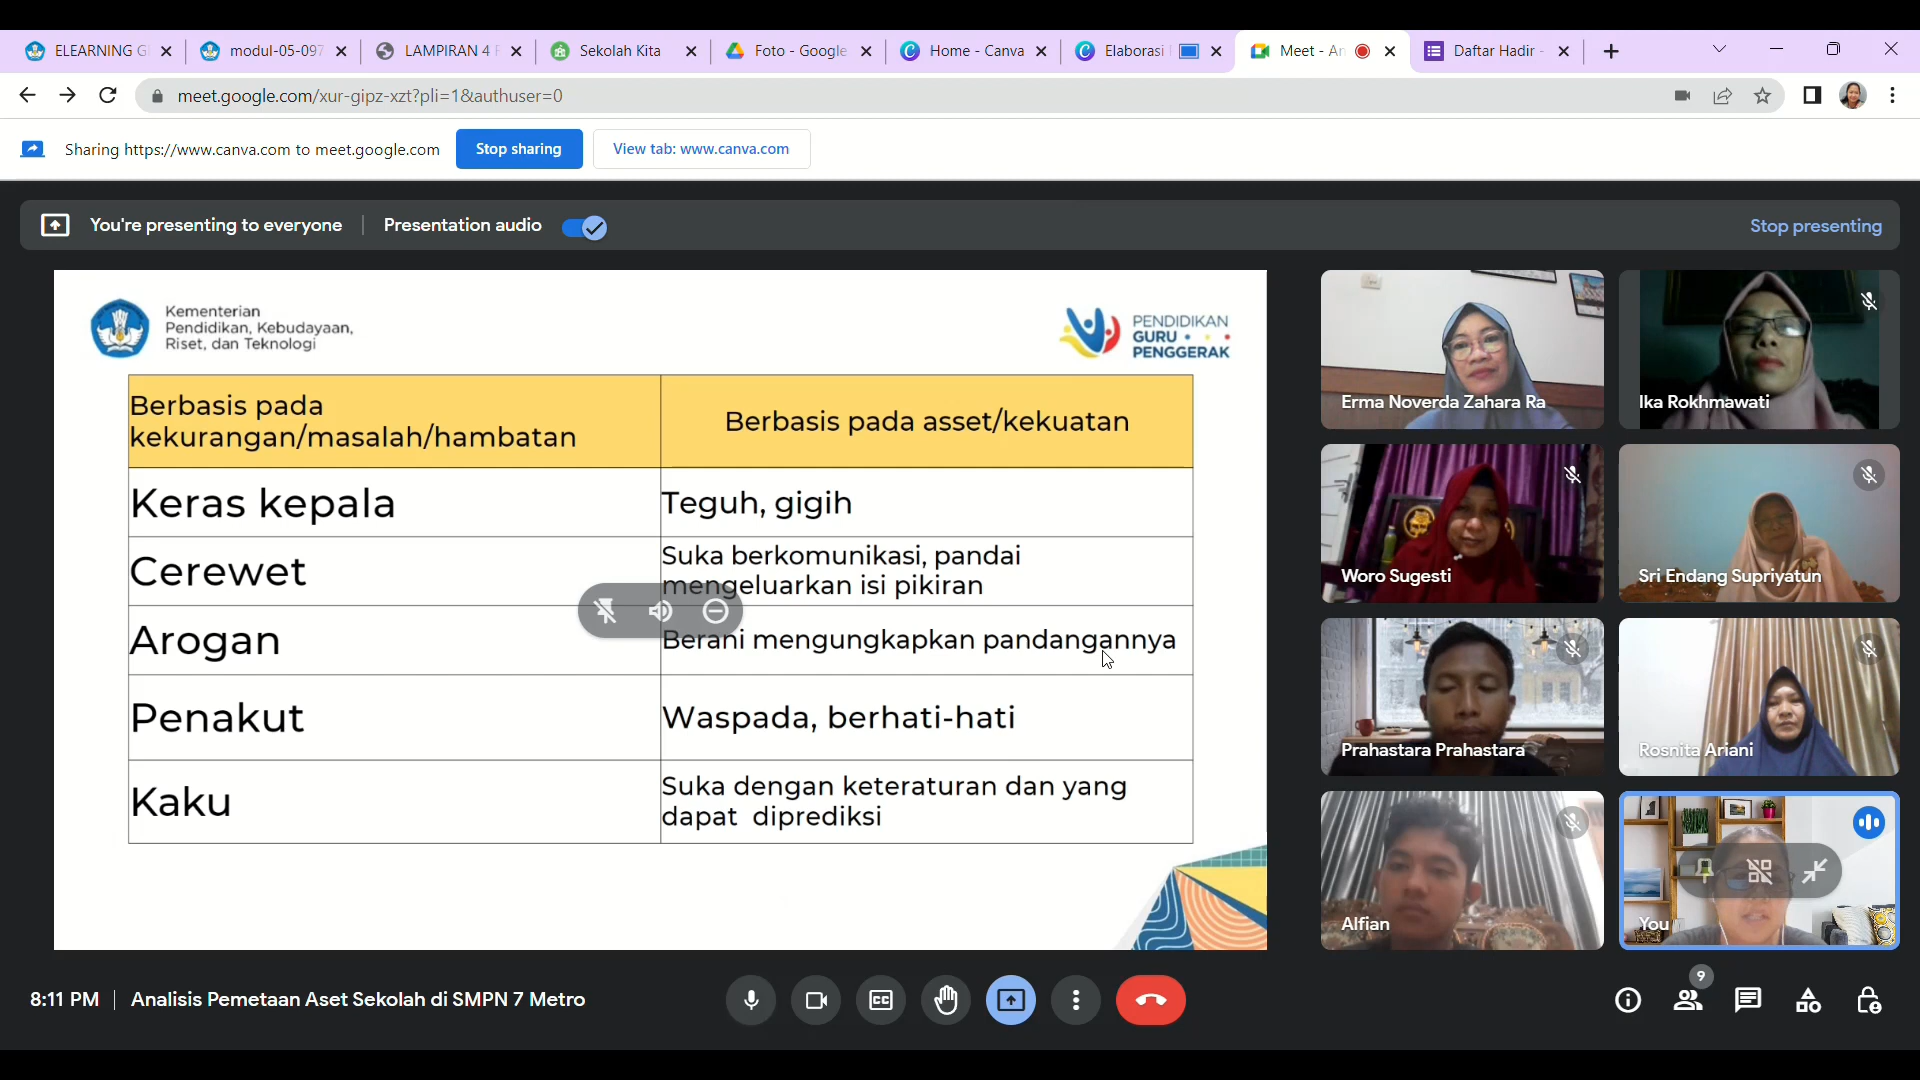 ELEARNING G
modul-05-097
LAMPIRAN 4 F
Sekolah Kita
Foto - Google
Home - Canva
Elaborasi
Meet - An
Daftar Hadir -
meet.google.com/xur-gipz-xzt?pli=1&authuser=0
Sharing https://www.canva.com to meet.google.com
Stop sharing
View tab: www.canva.com
You're presenting to everyone
Presentation audio
Stop presenting
Kementerian
Pendidikan, Kebudayaan,
Riset, dan Teknologi
PENDIDIKAN
GURU
PENGGERAK
Berbasis pada
kekurangan/masalah/hambatan
Berbasis pada asset/kekuatan
Keras kepala
Teguh, gigih
Cerewet
Suka berkomunikasi, pandai
mengeluarkan isi pikiran
Arogan
Berani mengungkapkan pandangannya
Penakut
Waspada, berhati-hati
Kaku
Suka dengan keteraturan dan yang
dapat diprediksi
Erma Noverda Zahara Ra
Ika Rokhmawati
Woro Sugesti
Sri Endang Supriyatun
Prahastara Prahastara
Rosnita Ariani
Alfian
You
8:11 PM
Analisis Pemetaan Aset Sekolah di SMPN 7 Metro
9